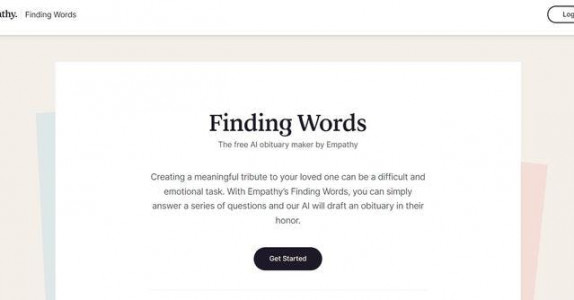 Finding Words
Log
Finding Words
The free AI obituary maker by Empathy
Creating a meaningful tribute to your loved one can be a difficult and
emotional task. With Empathy's Finding Words, you can simply
answer a series of questions and our AI will draft an obituary in their
honor.
Get Started